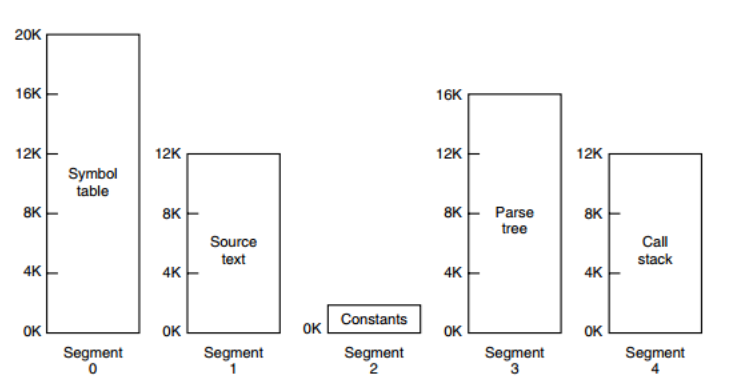 20K
16K
12K
8K
4K
0K
Symbol
table
Segment
0
12K
8K
4K
0K
Source
text
Segment
1
0K
Constants
Segment
2
16K
12K
8K
4K
0K
Parse
tree
Segment
3
12K
8K
4K
0K
Call
stack
Segment
4